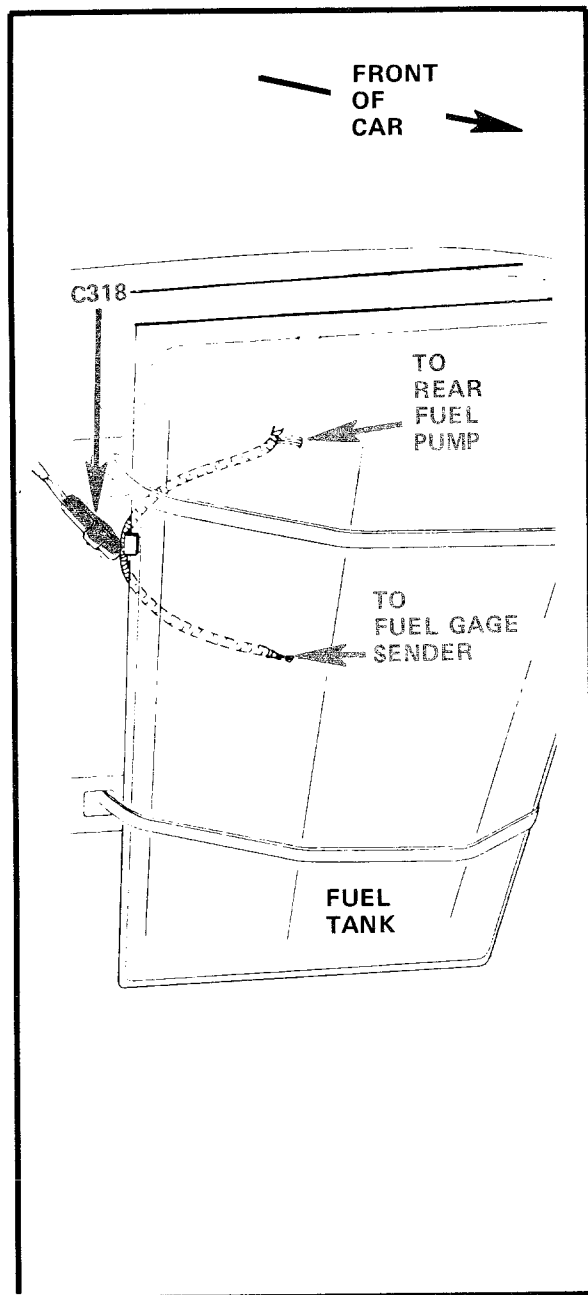 FRONT
OF
CAR
C318
TO
REAR
FUEL
PUMP
TO
FUEL GAGE
SENDER
FUEL
TANK